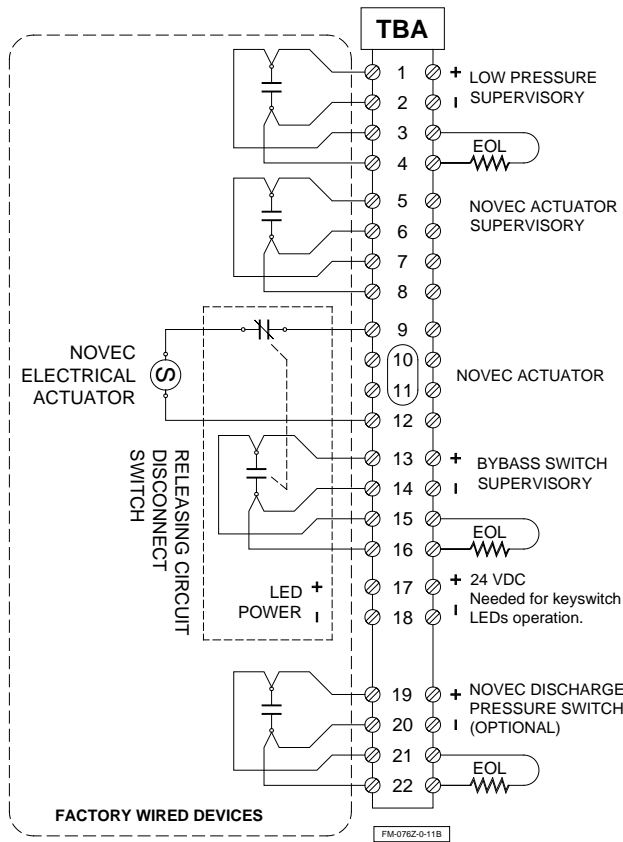 TBA
1
+ LOW PRESSURE
2
- SUPERVISORY
3
EOL
4
5
NOVEC ACTUATOR
SUPERVISORY
6
7
8
9
NOVEC
ELECTRICAL
ACTUATOR
S
10
11
NOVEC ACTUATOR
12
RELEASING CIRCUIT
DISCONNECT
SWITCH
13
+ BYBASS SWITCH
14
- SUPERVISORY
15
EOL
16
LED +
POWER -
17
+ 24 VDC
Needed for keyswitch
18
- LEDs operation.
19
+ NOVEC DISCHARGE
PRESSURE SWITCH
20
- (OPTIONAL)
21
EOL
22
FACTORY WIRED DEVICES
FM-076Z-0-11B